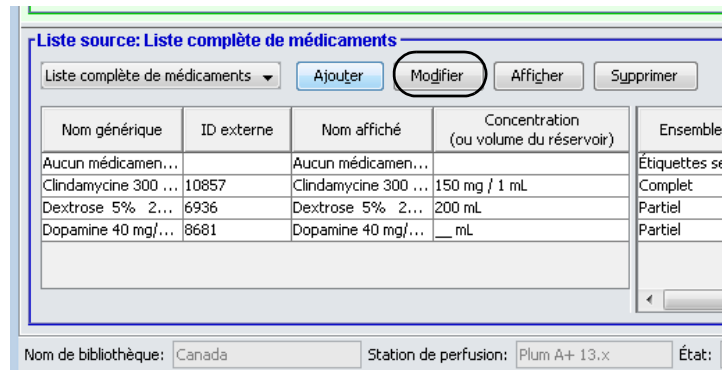 Liste source: Liste complète de médicaments
Liste complète de médicaments Ajouter Modifier Afficher Supprimer
Nom générique ID externe Nom affiché Concentration (ou volume du réservoir) Ensemble
Aucun médicamen... Aucun médicamen... Étiquettes se
Clindamycine 300 ... 10857 Clindamycine 300 ... 150 mg / 1 mL Complet
Dextrose 5% 2... 6936 Dextrose 5% 2... 200 mL Partiel
Dopamine 40 mg/... 8681 Dopamine 40 mg/... __ mL Partiel
Nom de bibliothèque: Canada Station de perfusion: Plum A+ 13.x État: